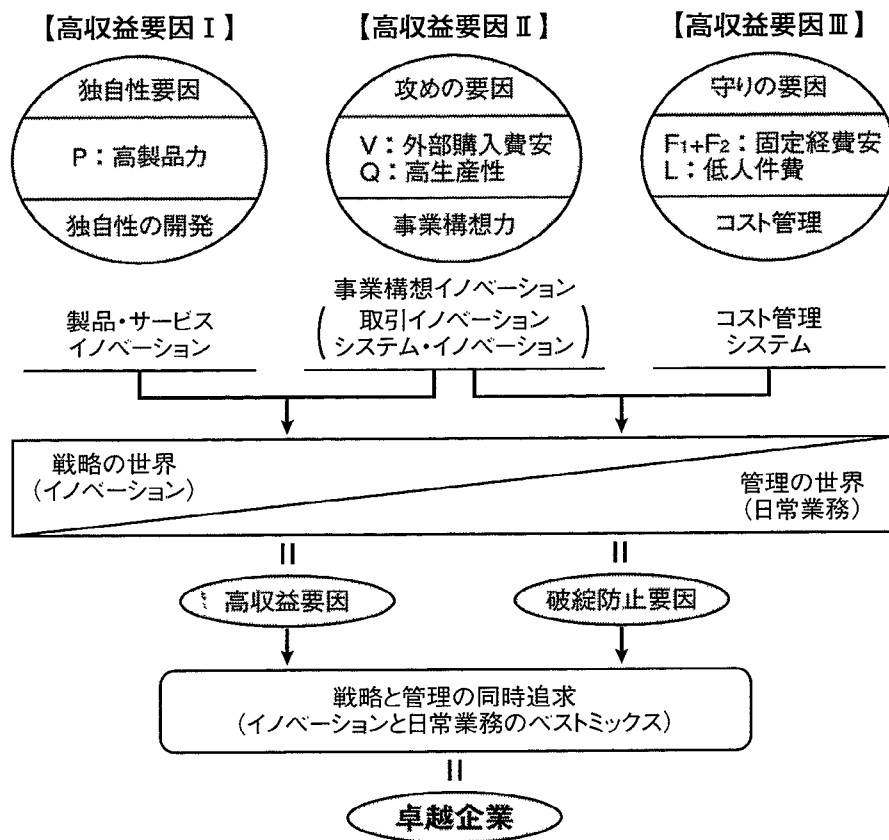 【高収益要因Ⅰ】
独自性要因
P：高製品力
独自性の開発
製品・サービス
イノベーション
【高収益要因Ⅱ】
攻めの要因
V：外部購入費安
Q：高生産性
事業構想力
事業構想イノベーション
(取引イノベーション
システム・イノベーション)
【高収益要因Ⅲ】
守りの要因
F1+F2：固定経費安
L：低人件費
コスト管理
コスト管理
システム
戦略の世界
(イノベーション)
管理の世界
(日常業務)
高収益要因
破綻防止要因
戦略と管理の同時追求
(イノベーションと日常業務のベストミックス)
卓越企業